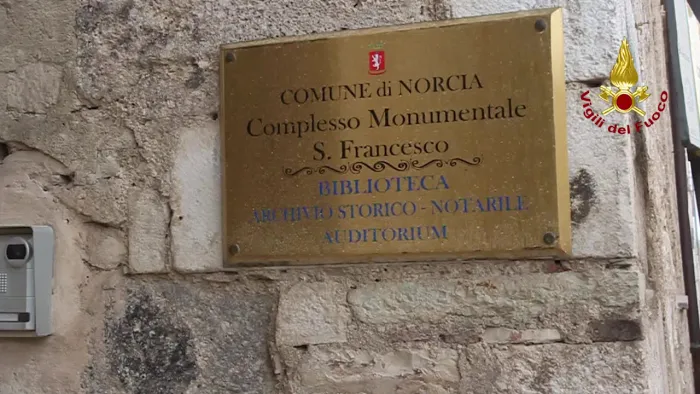 COMUNE di NORCIA
Complesso Monumentale
S. Francesco
BIBLIOTECA
ARCHIVIO STORICO - NOTARILE
AUDITORIUM
Vigili del Fuoco